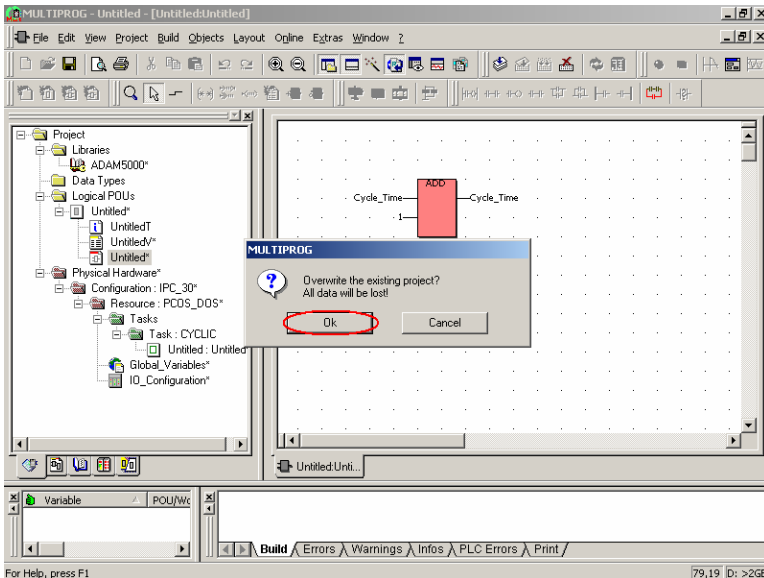 MULTIPROG - Untitled - [Untitled:Untitled]
File Edit View Project Build Objects Layout Online Extras Window ?
Project
Libraries
ADAM5000*
Data Types
Logical POUs
Untitled*
UntitledT
UntitledV*
Untitled*
Physical Hardware*
Configuration : IPC_30*
Resource : PCOS_DOS*
Tasks
Task : CYCLIC
Untitled : Untitled
Global_Variables*
IO_Configuration*
ADD
Cycle_Time
Cycle_Time
1
MULTIPROG
Overwrite the existing project?
All data will be lost!
Ok
Cancel
Untitled:Unti...
Variable
POU/Wo
Build
Errors
Warnings
Infos
PLC Errors
Print
For Help, press F1
79,19
D: >2GB